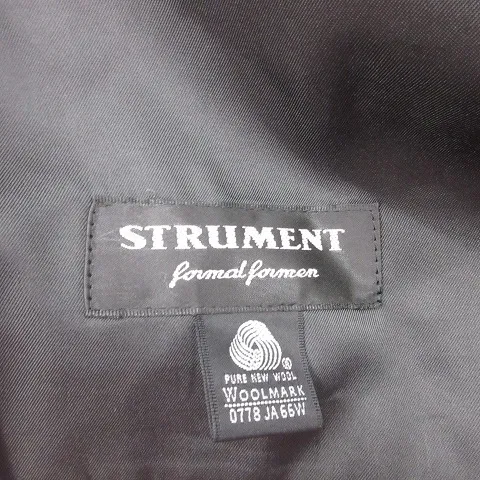 STRUMENT
formal formen
PURE NEW WOOL
WOOLMARK
0778 JA66W